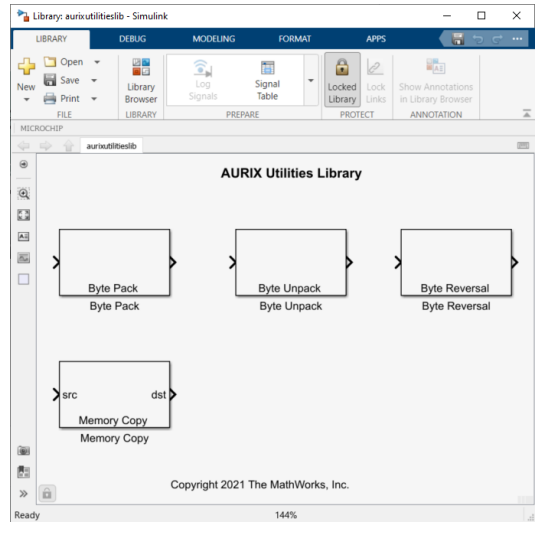 Library: aurixutilitieslib - Simulink
LIBRARY DEBUG MODELING FORMAT APPS
New
Open
Save
Print
FILE
Library Browser
LIBRARY
Log Signals
Signal Table
PREPARE
Locked Library
Lock Links
PROTECT
Show Annotations in Library Browser
ANNOTATION
MICROCHIP
aurixutilitieslib
AURIX Utilities Library
Byte Pack
Byte Pack
Byte Unpack
Byte Unpack
Byte Reversal
Byte Reversal
src dst
Memory Copy
Memory Copy
Copyright 2021 The MathWorks, Inc.
Ready 144%